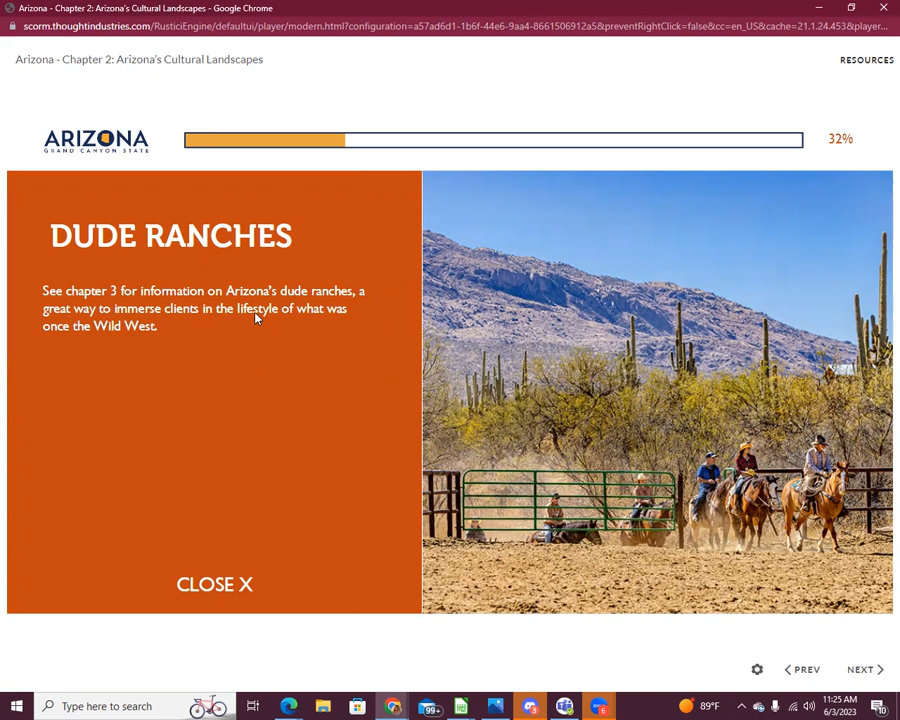 Arizona - Chapter 2: Arizona's Cultural Landscapes - Google Chrome
scorm.thoughtindustries.com/RusticiEngine/defaultui/player/modern.html?configuration=a57ad6d1-1b6f-44e6-9aa4-8661506912a5&preventRightClick=false&cc=en_US&cache=21.1.24.453&player...
Arizona - Chapter 2: Arizona's Cultural Landscapes
RESOURCES
ARIZONA
GRAND CANYON STATE
32%
DUDE RANCHES
See chapter 3 for information on Arizona's dude ranches, a
great way to immerse clients in the lifestyle of what was
once the Wild West.
CLOSE X
PREV
NEXT
Type here to search
99+
3
6
89°F
11:25 AM
6/3/2023
10